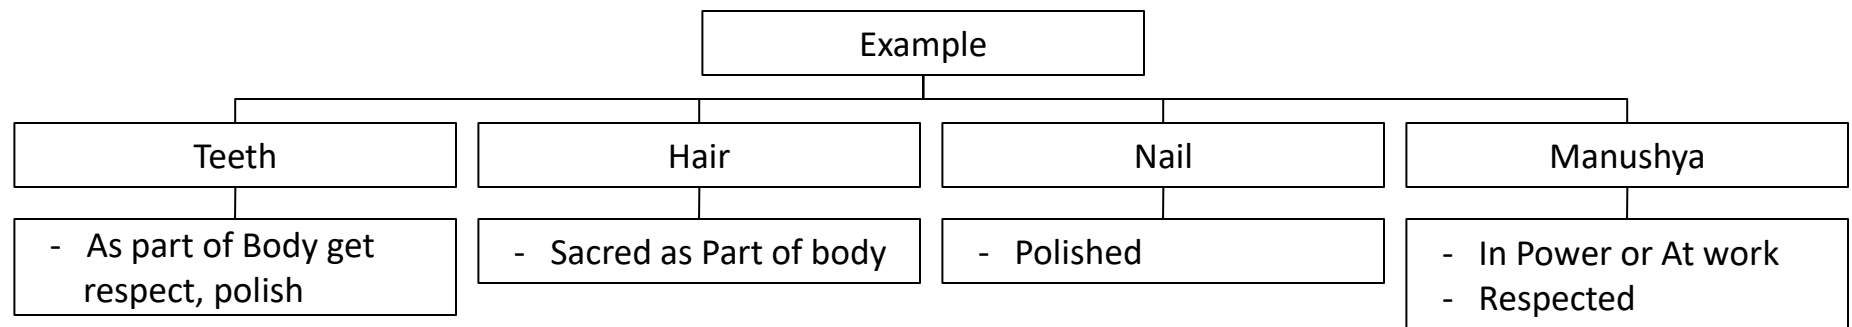 Example
Teeth
Hair
Nail
Manushya
- As part of Body get
respect, polish
- Sacred as Part of body
- Polished
- In Power or At work
- Respected